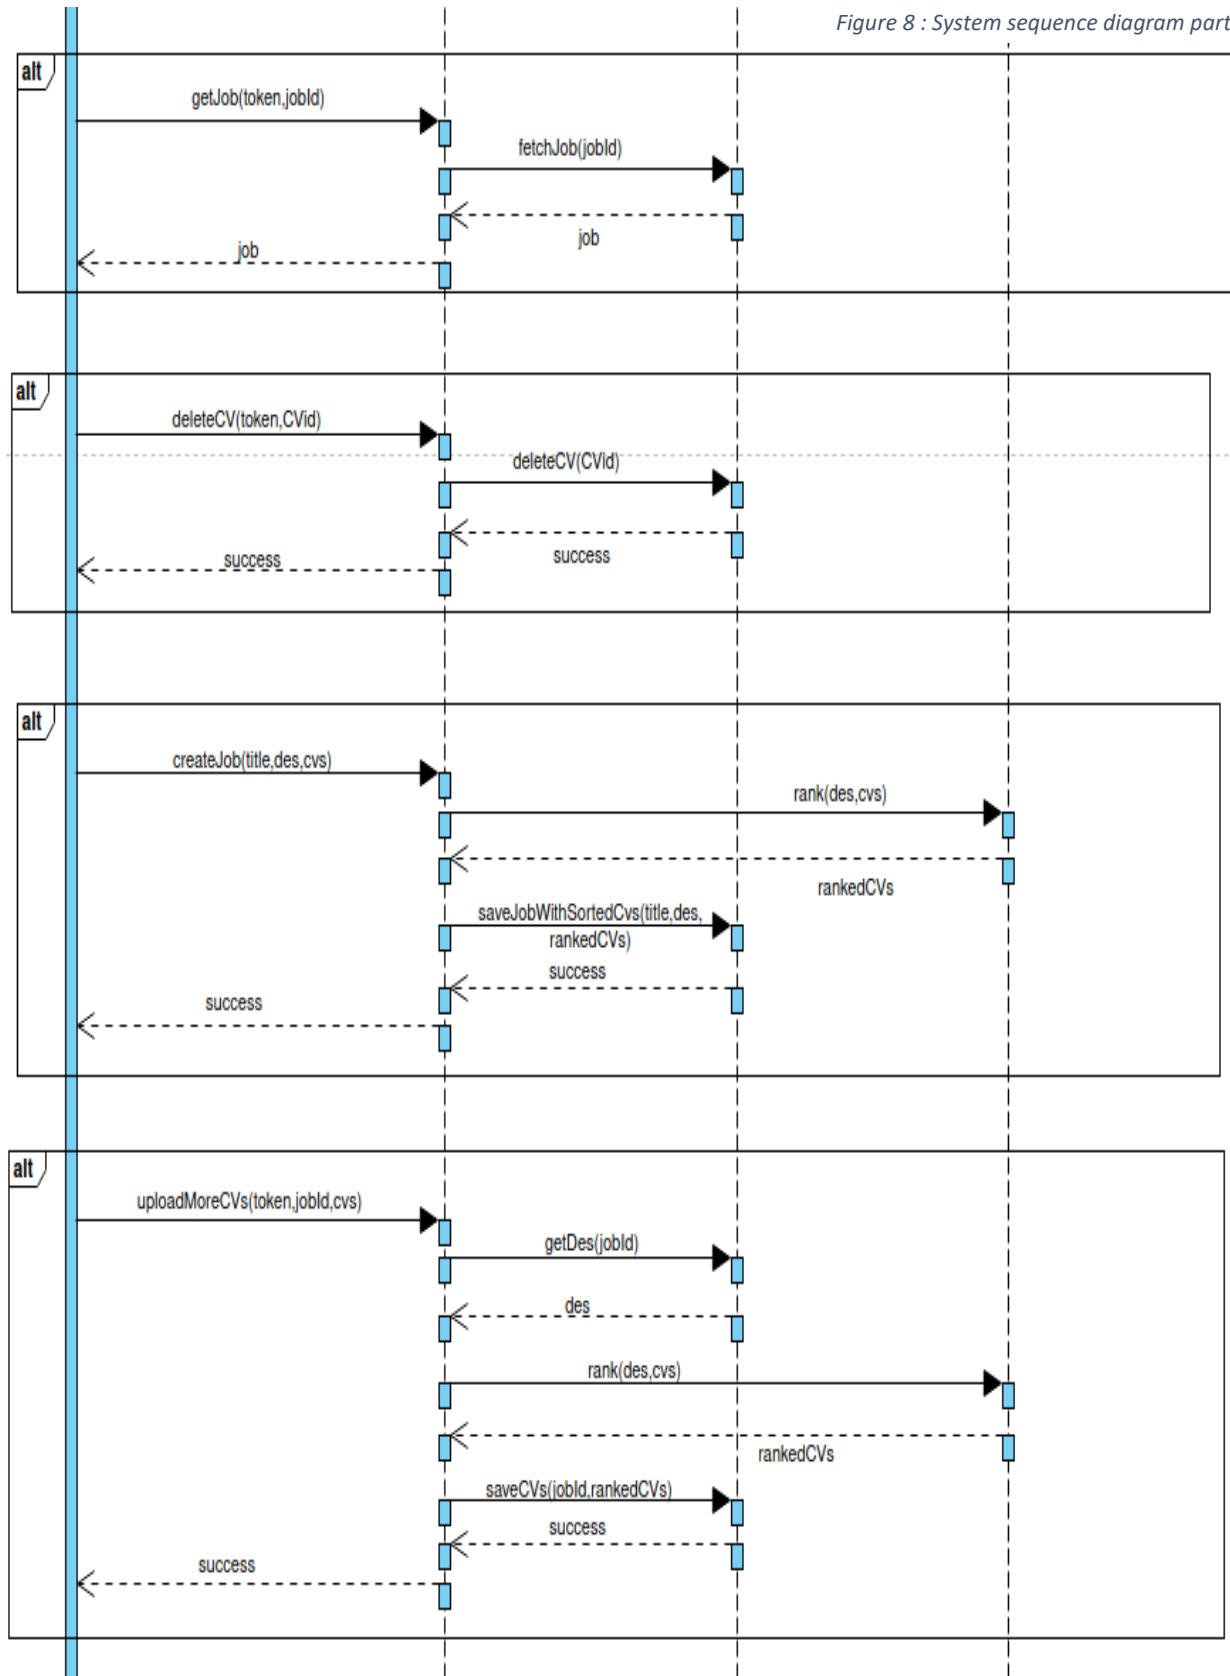 Figure 8 : System sequence diagram part
alt
getJob(token,jobId)
fetchJob(jobId)
job
job
alt
deleteCV(token,CVid)
deleteCV(CVid)
success
success
alt
createJob(title,des,cvs)
rank(des,cvs)
rankedCVs
saveJobWithSortedCvs(title,des,
rankedCVs)
success
success
alt
uploadMoreCVs(token,jobId,cvs)
getDes(jobId)
des
rank(des,cvs)
rankedCVs
saveCVs(jobId,rankedCVs)
success
success